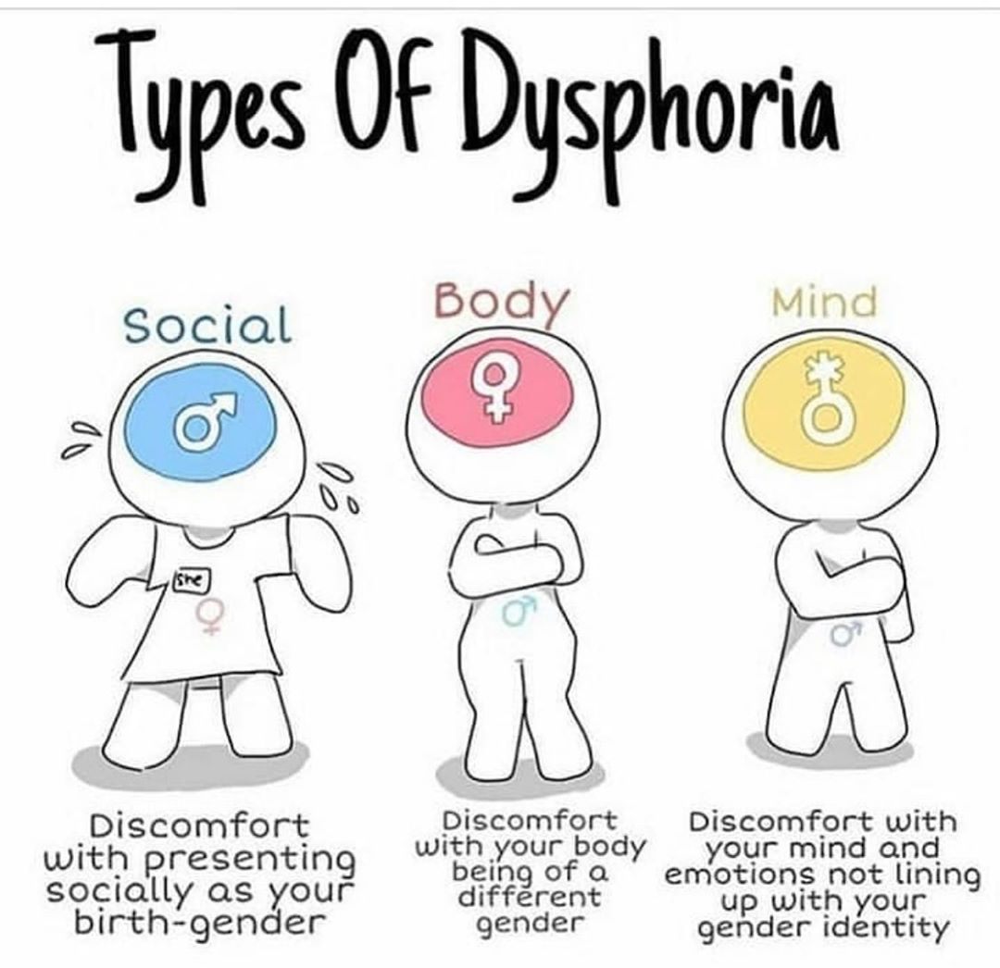 Types Of Dysphoria
Social
Body
Mind
she
Discomfort
with presenting
socially as your
birth-gender
Discomfort
with your body
being of a
different
gender
Discomfort with
your mind and
emotions not lining
up with your
gender identity